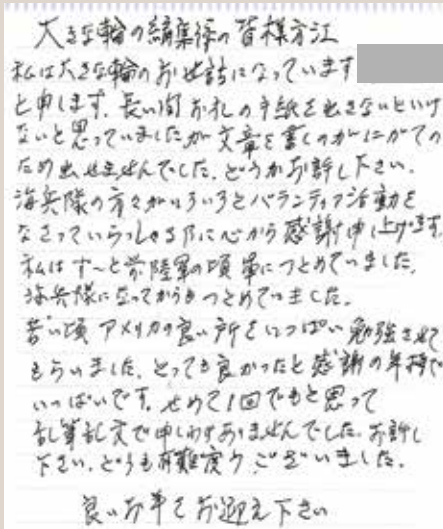 大きな輪の編集係の皆様方江
私は大きな輪のお世話になっています
と申します、長い間お礼の手紙を出さないといけ
ないと思っていましたが文章を書くのがにがての
ため出せませんでした、どうかお許し下さい、
海兵隊の方々がいろいろとバランティア活動を
なさっていらっしゃる事に心から感謝申し上げます、
私はずーと前陸軍の頃軍につとめていました、
海兵隊になってからもつとめていました、
若い頃アメリカの良い所をいっぱい勉強させて
もらいました、とっても良かったと感謝の気持で
いっぱいです、せめて1回でもと思って
乱筆乱文で申しわけありませんでした、お許し
下さい、どうも有難度うございました、
良いお年をお迎え下さい